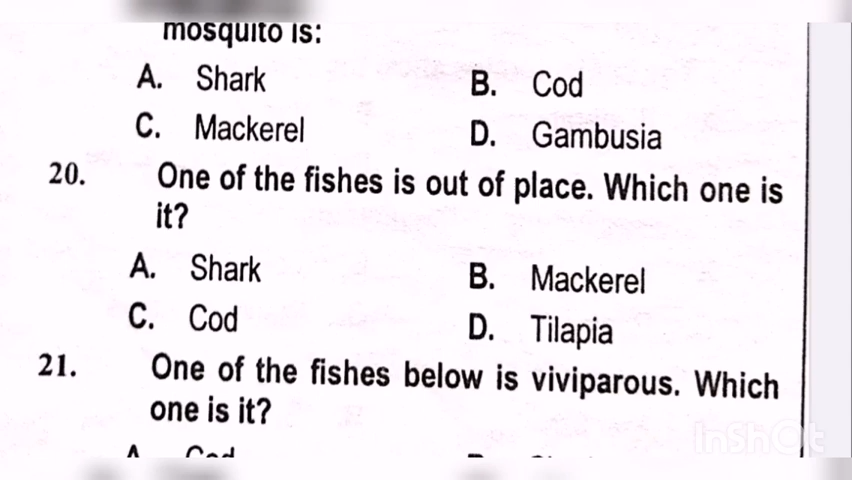 mosquito is:
A. Shark B. Cod
C. Mackerel D. Gambusia
20. One of the fishes is out of place. Which one is
it?
A. Shark B. Mackerel
C. Cod D. Tilapia
21. One of the fishes below is viviparous. Which
one is it?
A Cod
InShOt